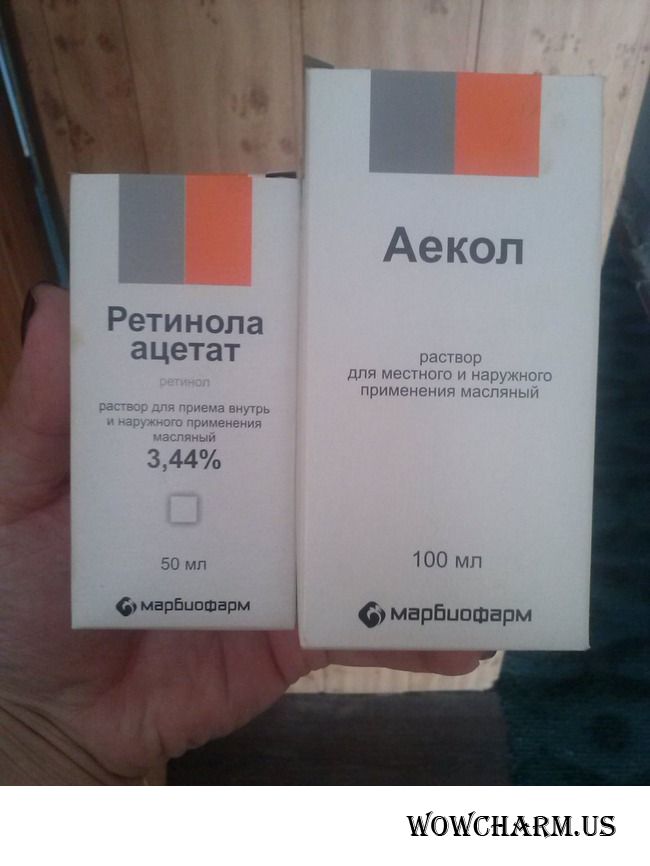 Ретинола
ацетат
ретинол
раствор для приема внутрь
и наружного применения
масляный
3,44%
50 мл
марбиофарм
Аекол
раствор
для местного и наружного
применения масляный
100 мл
марбиофарм
WOWCHARM.US